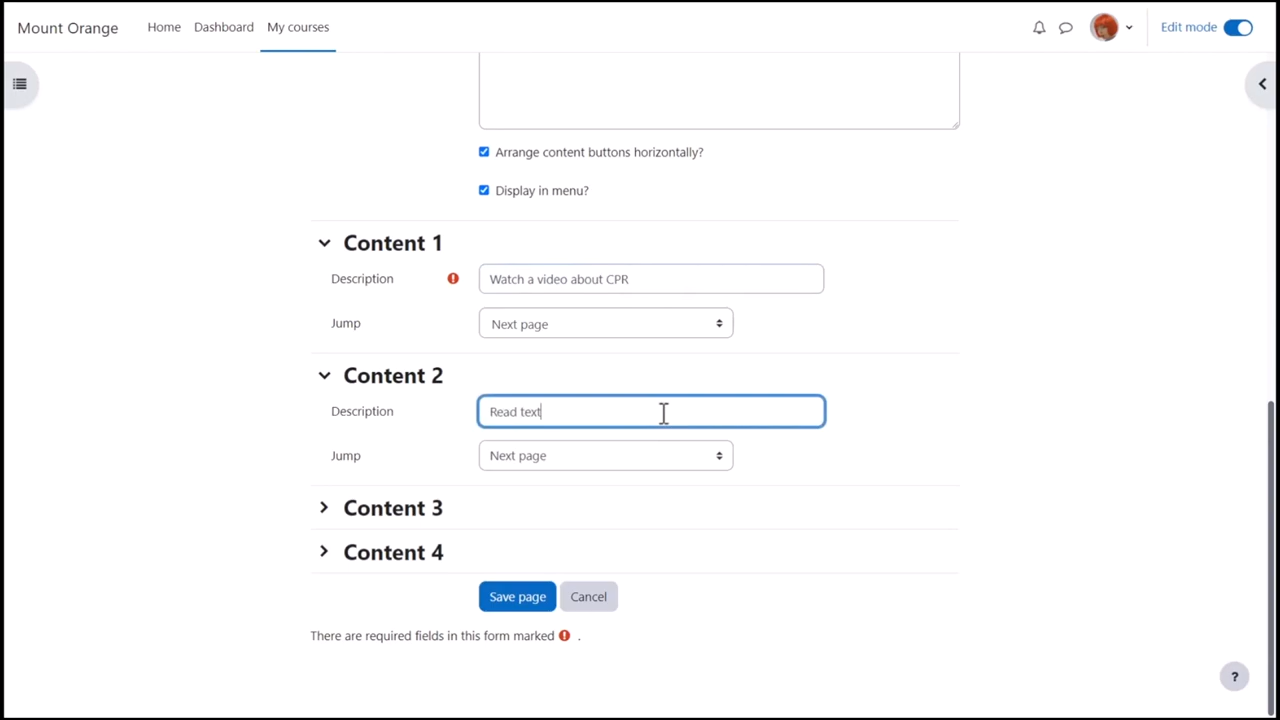 Mount Orange Home Dashboard My courses Edit mode
Arrange content buttons horizontally?
Display in menu?
Content 1
Description Watch a video about CPR
Jump Next page
Content 2
Description Read text
Jump Next page
Content 3
Content 4
Save page Cancel
There are required fields in this form marked .
?